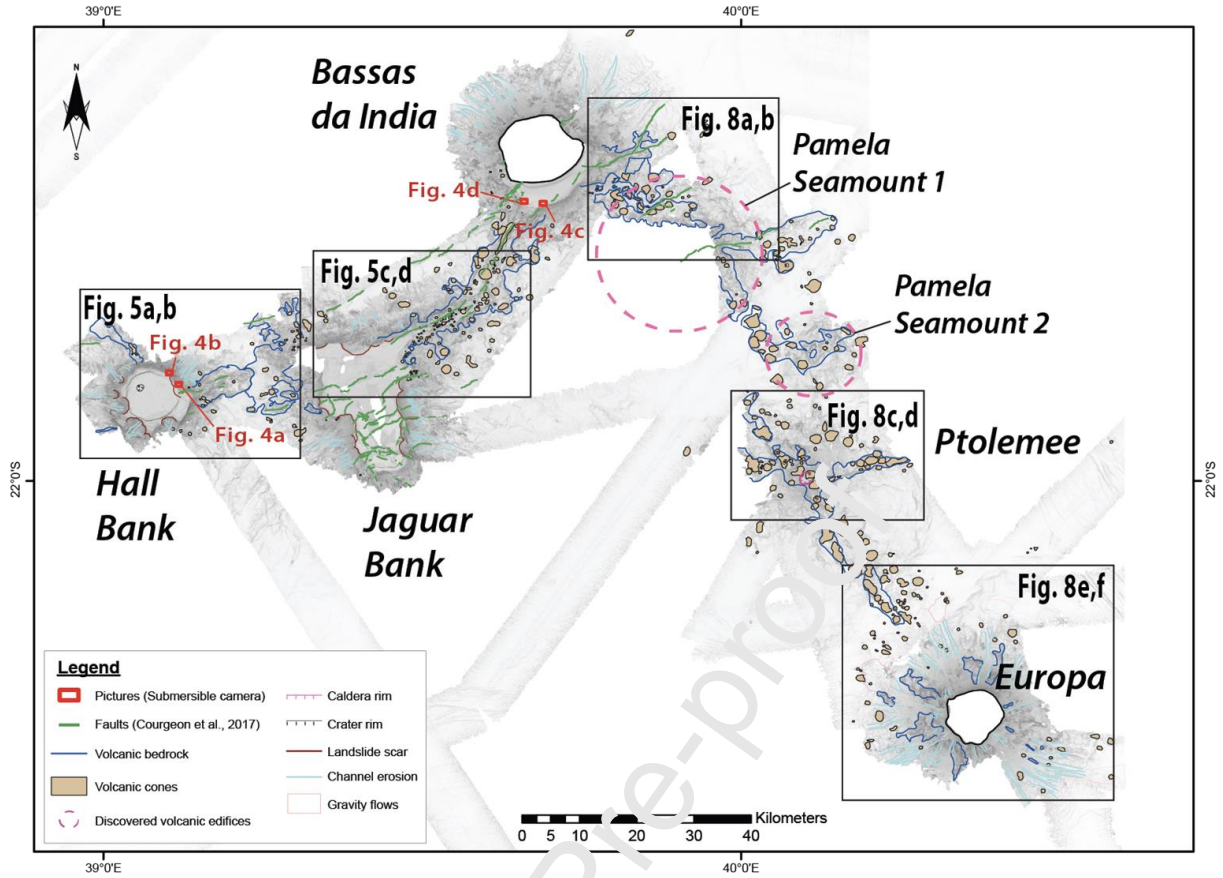 39°0'E
40°0'E
N
S
Bassas
da India
Fig. 8a,b
Pamela
Seamount 1
Fig. 4d
Fig. 4c
Fig. 5c,d
Fig. 5a,b
Pamela
Seamount 2
Fig. 4b
Fig. 4a
Fig. 8c,d
Ptolemee
22°0'S
22°0'S
Hall
Bank
Jaguar
Bank
Fig. 8e,f
Europa
Legend
Pictures (Submersible camera)
Faults (Courgeon et al., 2017)
Volcanic bedrock
Volcanic cones
Discovered volcanic edifices
Caldera rim
Crater rim
Landslide scar
Channel erosion
Gravity flows
Kilometers
0 5 10 20 30 40
39°0'E
40°0'E
Pre-proof